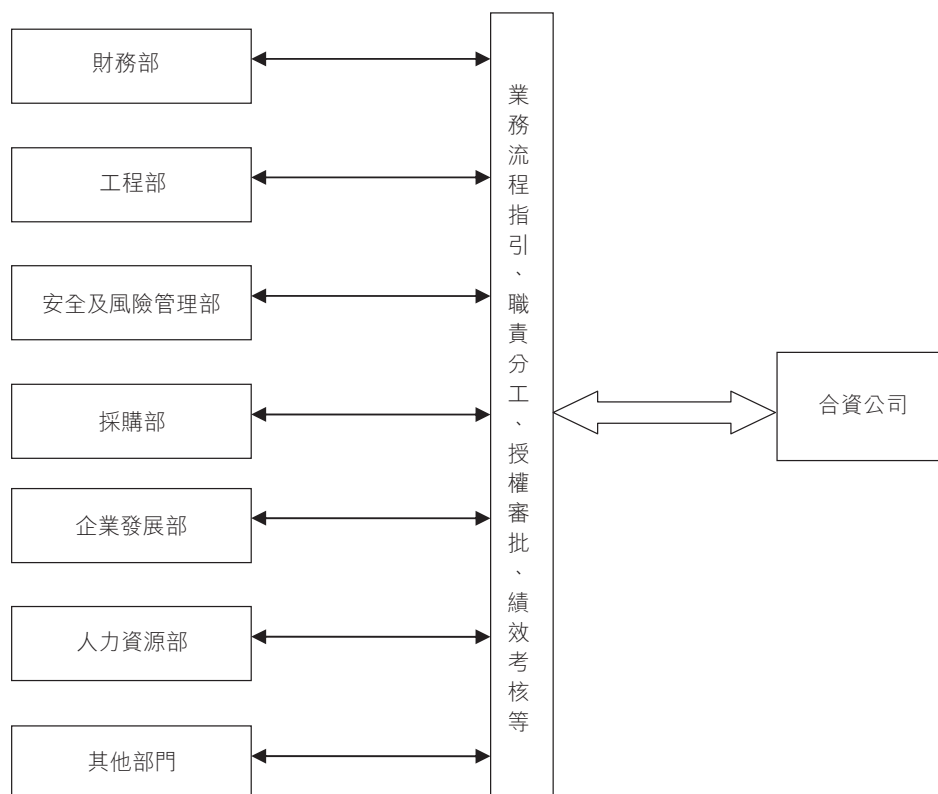 財務部
工程部
安全及風險管理部
採購部
企業發展部
人力資源部
其他部門
業務流程指引、職責分工、授權審批、績效考核等
合資公司